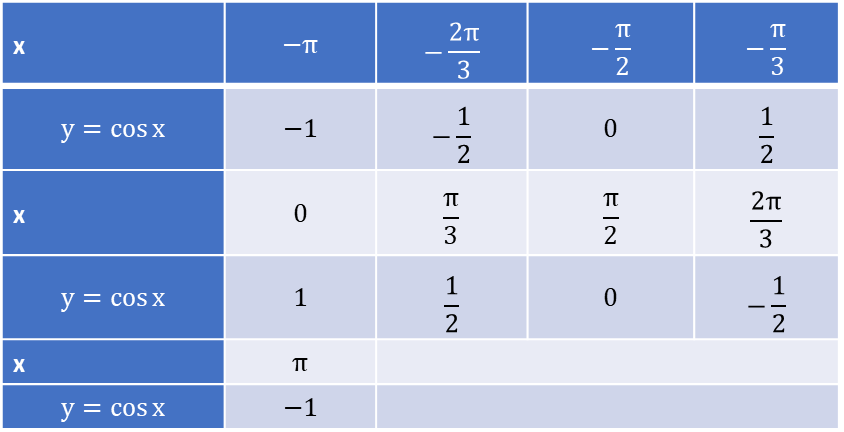 x −π −2π/3 −π/2 −π/3
y = cos x −1 −1/2 0 1/2
x 0 π/3 π/2 2π/3
y = cos x 1 1/2 0 −1/2
x π
y = cos x −1